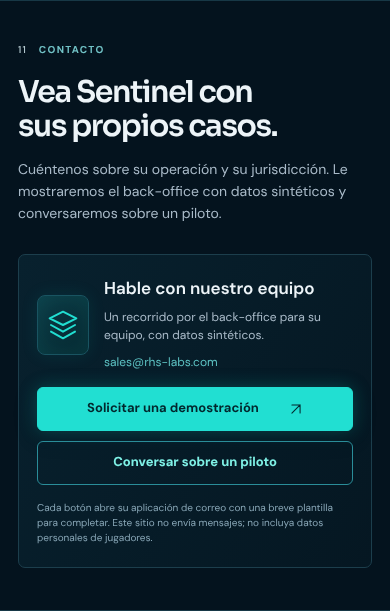 11 CONTACTO
Vea Sentinel con
sus propios casos.
Cuéntenos sobre su operación y su jurisdicción. Le
mostraremos el back-office con datos sintéticos y
conversaremos sobre un piloto.
Hable con nuestro equipo
Un recorrido por el back-office para su
equipo, con datos sintéticos.
sales@rhs-labs.com
Solicitar una demostración
Conversar sobre un piloto
Cada botón abre su aplicación de correo con una breve plantilla
para completar. Este sitio no envía mensajes; no incluya datos
personales de jugadores.